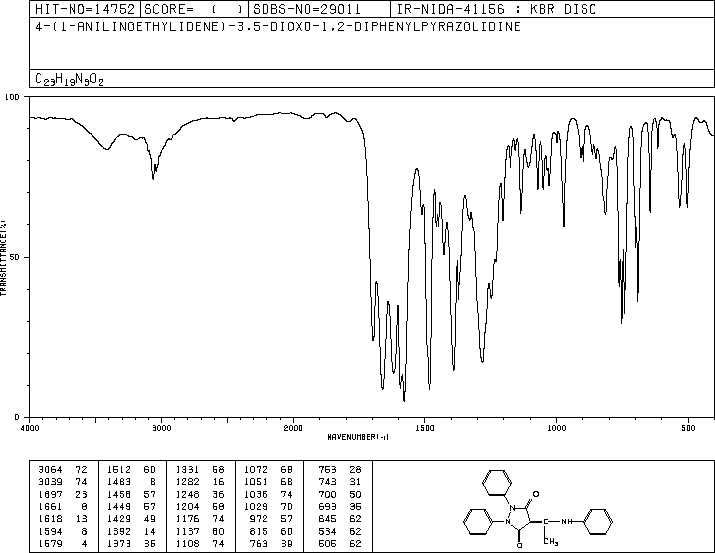 HIT-NO=14752 SCORE= ( ) SDBS-NO=29011 IR-NIDA-41156 : KBR DISC
4-(1-ANILINOETHYLIDENE)-3,5-DIOXO-1,2-DIPHENYLPYRAZOLIDINE
C23H19N3O2
100
TRANSMITTANCE(%)
50
0
4000 3000 2000 1500 1000 500
WAVENUMBER(-1)
3064 72 1512 60 1331 58 1072 68 753 28
3039 74 1483 8 1282 16 1051 68 743 31
1697 23 1458 57 1248 36 1036 74 700 50
1661 8 1449 57 1204 58 1029 70 693 35
1618 13 1429 49 1176 74 972 57 645 62
1594 8 1392 14 1137 60 815 60 534 62
1579 4 1373 36 1108 74 763 39 506 62
O
N
N C NH
O CH3